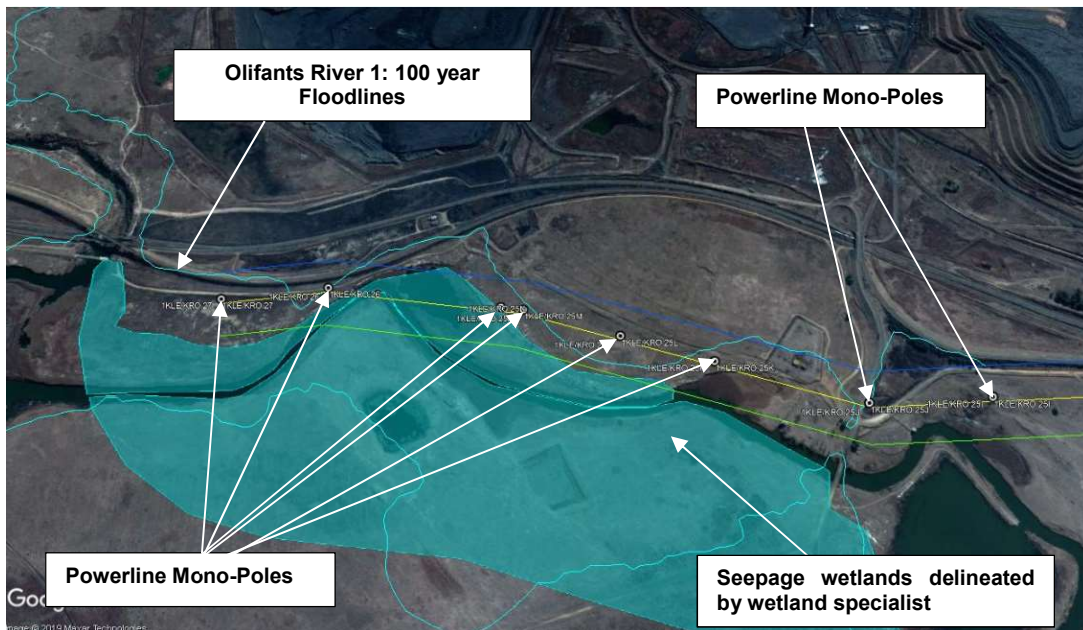 Olifants River 1: 100 year
Floodlines
Powerline Mono-Poles
1KLE/KRO 27
1KLE/KRO 27
1KLE/KRO 26
1KLE/KRO 25M
1KLE/KRO 25L
1KLE/KRO 25K
1KLE/KRO 25J
1KLE/KRO 25J
1KLE/KRO 25I
1KLE/KRO 25I
Powerline Mono-Poles
Seepage wetlands delineated
by wetland specialist
Goo
Image © 2019 Maxar Technologies